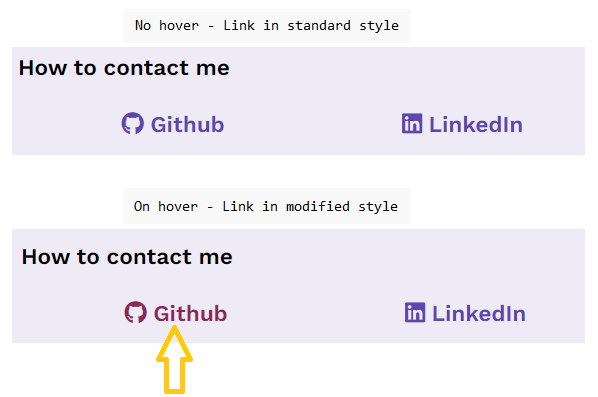 No hover - Link in standard style
How to contact me
Github LinkedIn
On hover - Link in modified style
How to contact me
Github LinkedIn